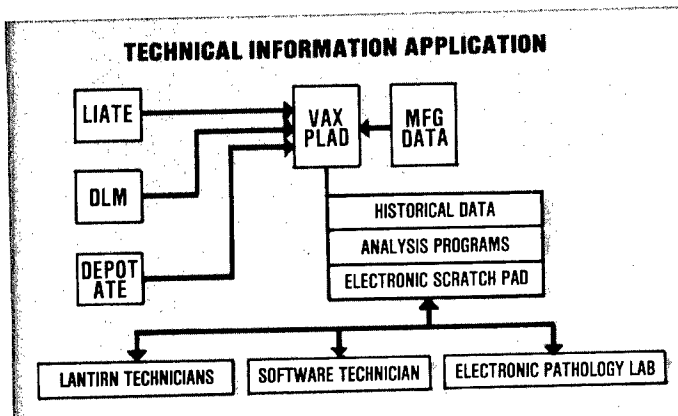 TECHNICAL INFORMATION APPLICATION
LIATE
VAX
PLAD
MFG
DATA
DLM
HISTORICAL DATA
ANALYSIS PROGRAMS
DEPOT
ATE
ELECTRONIC SCRATCH PAD
LANTIRN TECHNICIANS
SOFTWARE TECHNICIAN
ELECTRONIC PATHOLOGY LAB